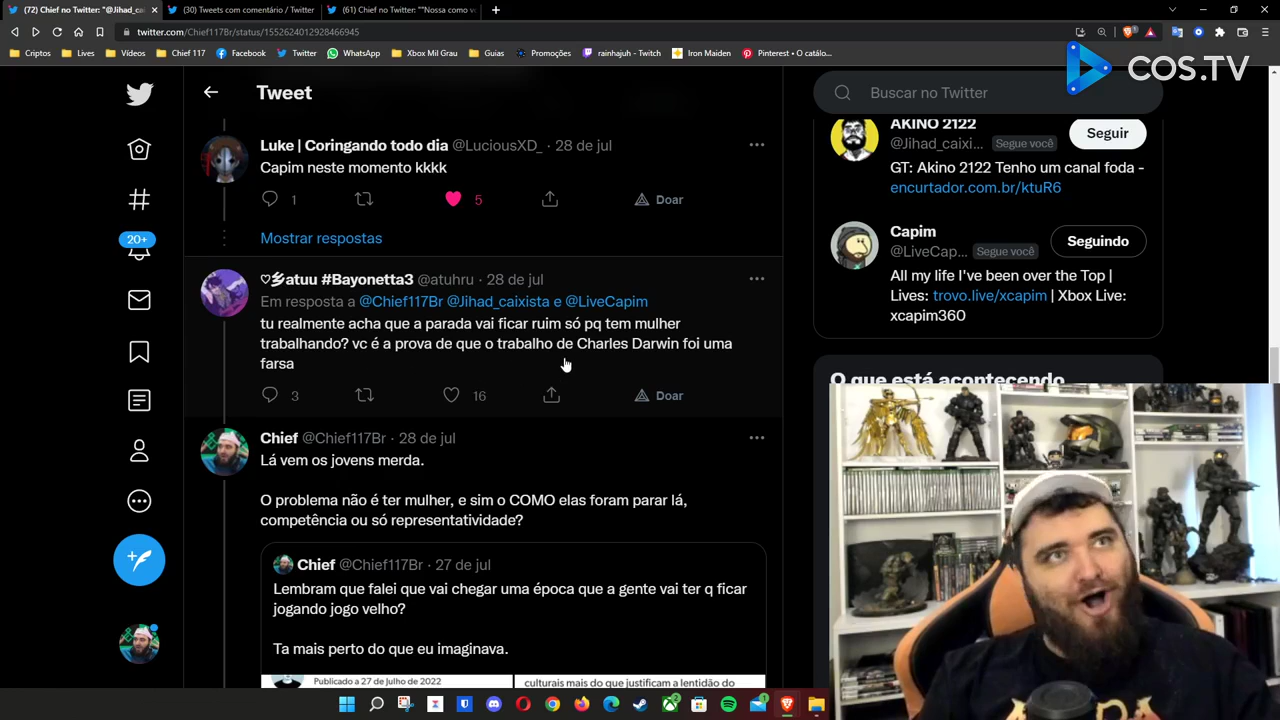 (72) Chief no Twitter: "@Jihad_cai
(30) Tweets com comentário / Twitter
(61) Chief no Twitter: ""Nossa como v
twitter.com/Chief117Br/status/1552624012928466945
Criptos
Lives
Vídeos
Chief 117
Facebook
Twitter
WhatsApp
Xbox Mil Grau
Guias
Promoções
rainhajuh - Twitch
Iron Maiden
Pinterest • O catálo...
COS.TV
Tweet
Buscar no Twitter
Luke | Coringando todo dia @LuciousXD_ · 28 de jul
Capim neste momento kkkk
1
5
Doar
Mostrar respostas
20+
♡乡atuu #Bayonetta3 @atuhru · 28 de jul
Em resposta a @Chief117Br @Jihad_caixista e @LiveCapim
tu realmente acha que a parada vai ficar ruim só pq tem mulher
trabalhando? vc é a prova de que o trabalho de Charles Darwin foi uma
farsa
3
16
Doar
Chief @Chief117Br · 28 de jul
Lá vem os jovens merda.
O problema não é ter mulher, e sim o COMO elas foram parar lá,
competência ou só representatividade?
Chief @Chief117Br · 27 de jul
Lembram que falei que vai chegar uma época que a gente vai ter q ficar
jogando jogo velho?
Ta mais perto do que eu imaginava.
Publicado a 27 de Julho de 2022
culturais mais do que justificam a lentidão do
AKINO 2122
@Jihad_caixi... Segue você
Seguir
GT: Akino 2122 Tenho um canal foda -
encurtador.com.br/ktuR6
Capim
@LiveCap... Segue você
Seguindo
All my life I've been over the Top |
Lives: trovo.live/xcapim | Xbox Live:
xcapim360
O que está acontecendo